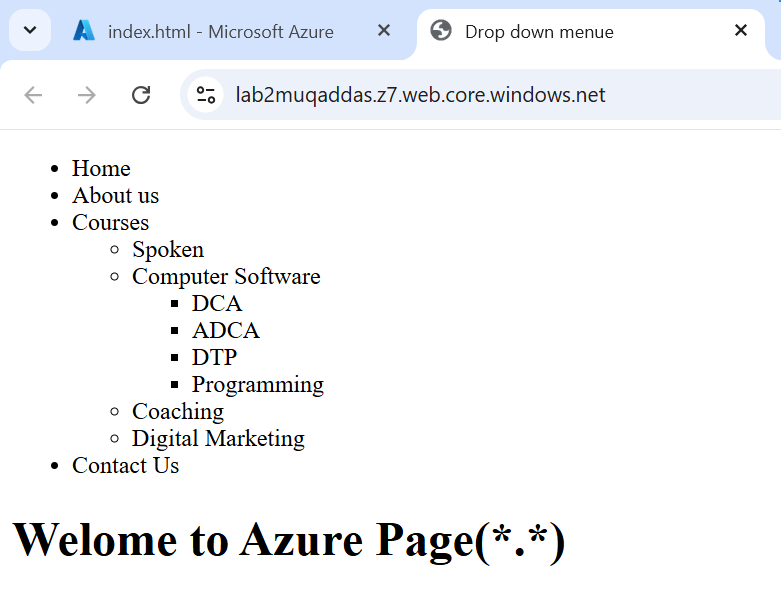 index.html - Microsoft Azure
Drop down menue
lab2muqaddas.z7.web.core.windows.net
Home
About us
Courses
Spoken
Computer Software
DCA
ADCA
DTP
Programming
Coaching
Digital Marketing
Contact Us
Welome to Azure Page(*.*)